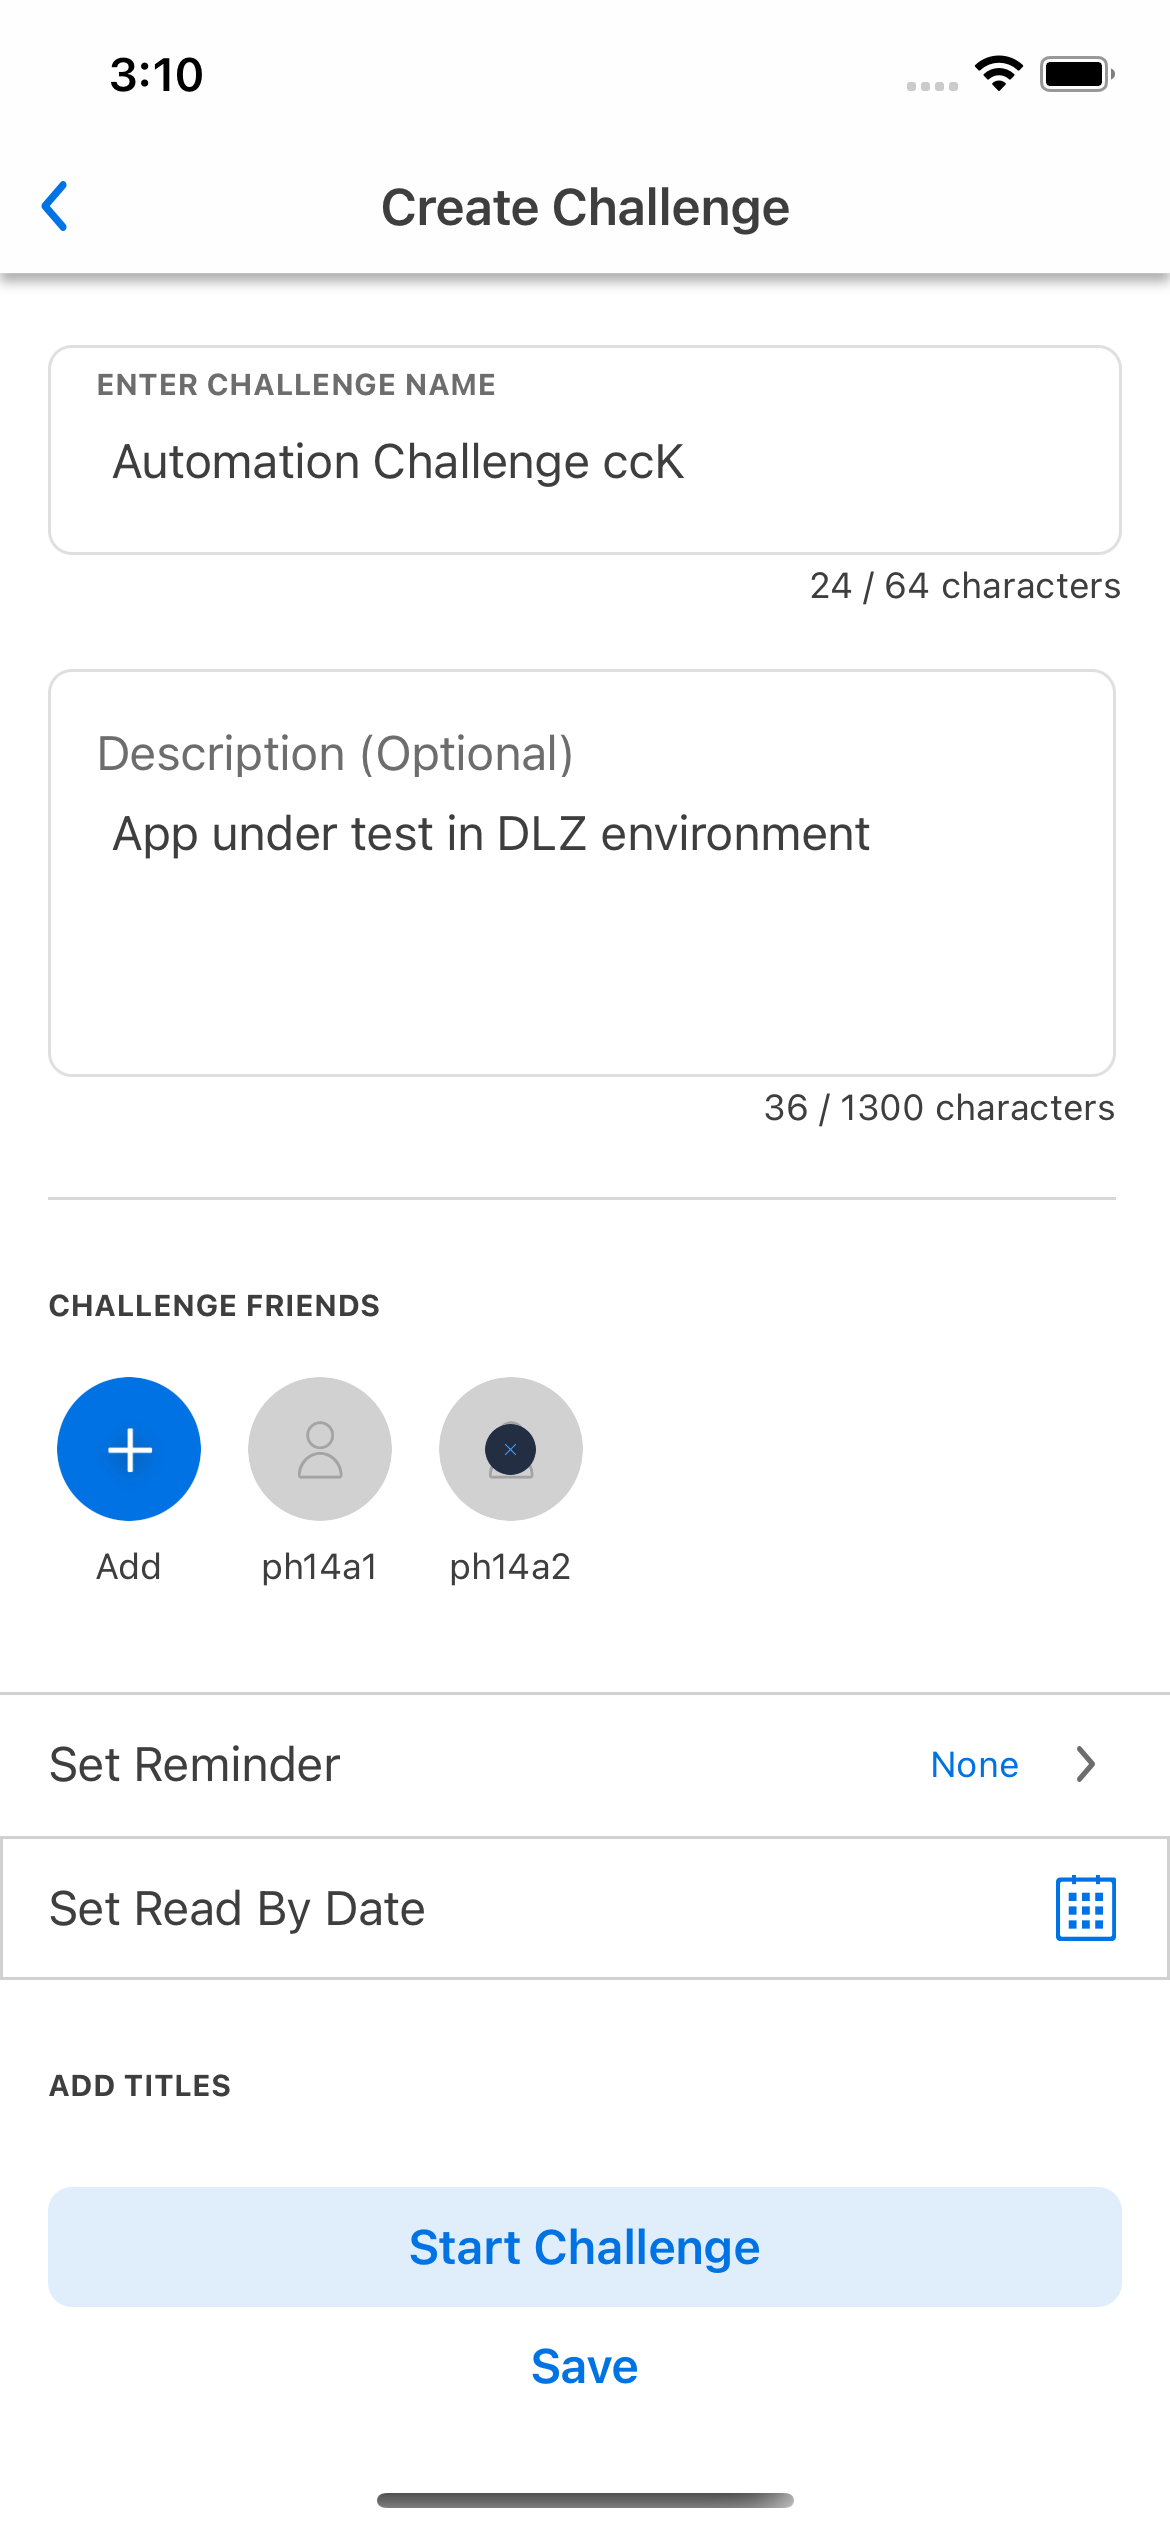 3:10
Create Challenge
ENTER CHALLENGE NAME
Automation Challenge ccK
24 / 64 characters
Description (Optional)
App under test in DLZ environment
36 / 1300 characters
CHALLENGE FRIENDS
Add
ph14a1
ph14a2
Set Reminder
None
Set Read By Date
ADD TITLES
Start Challenge
Save